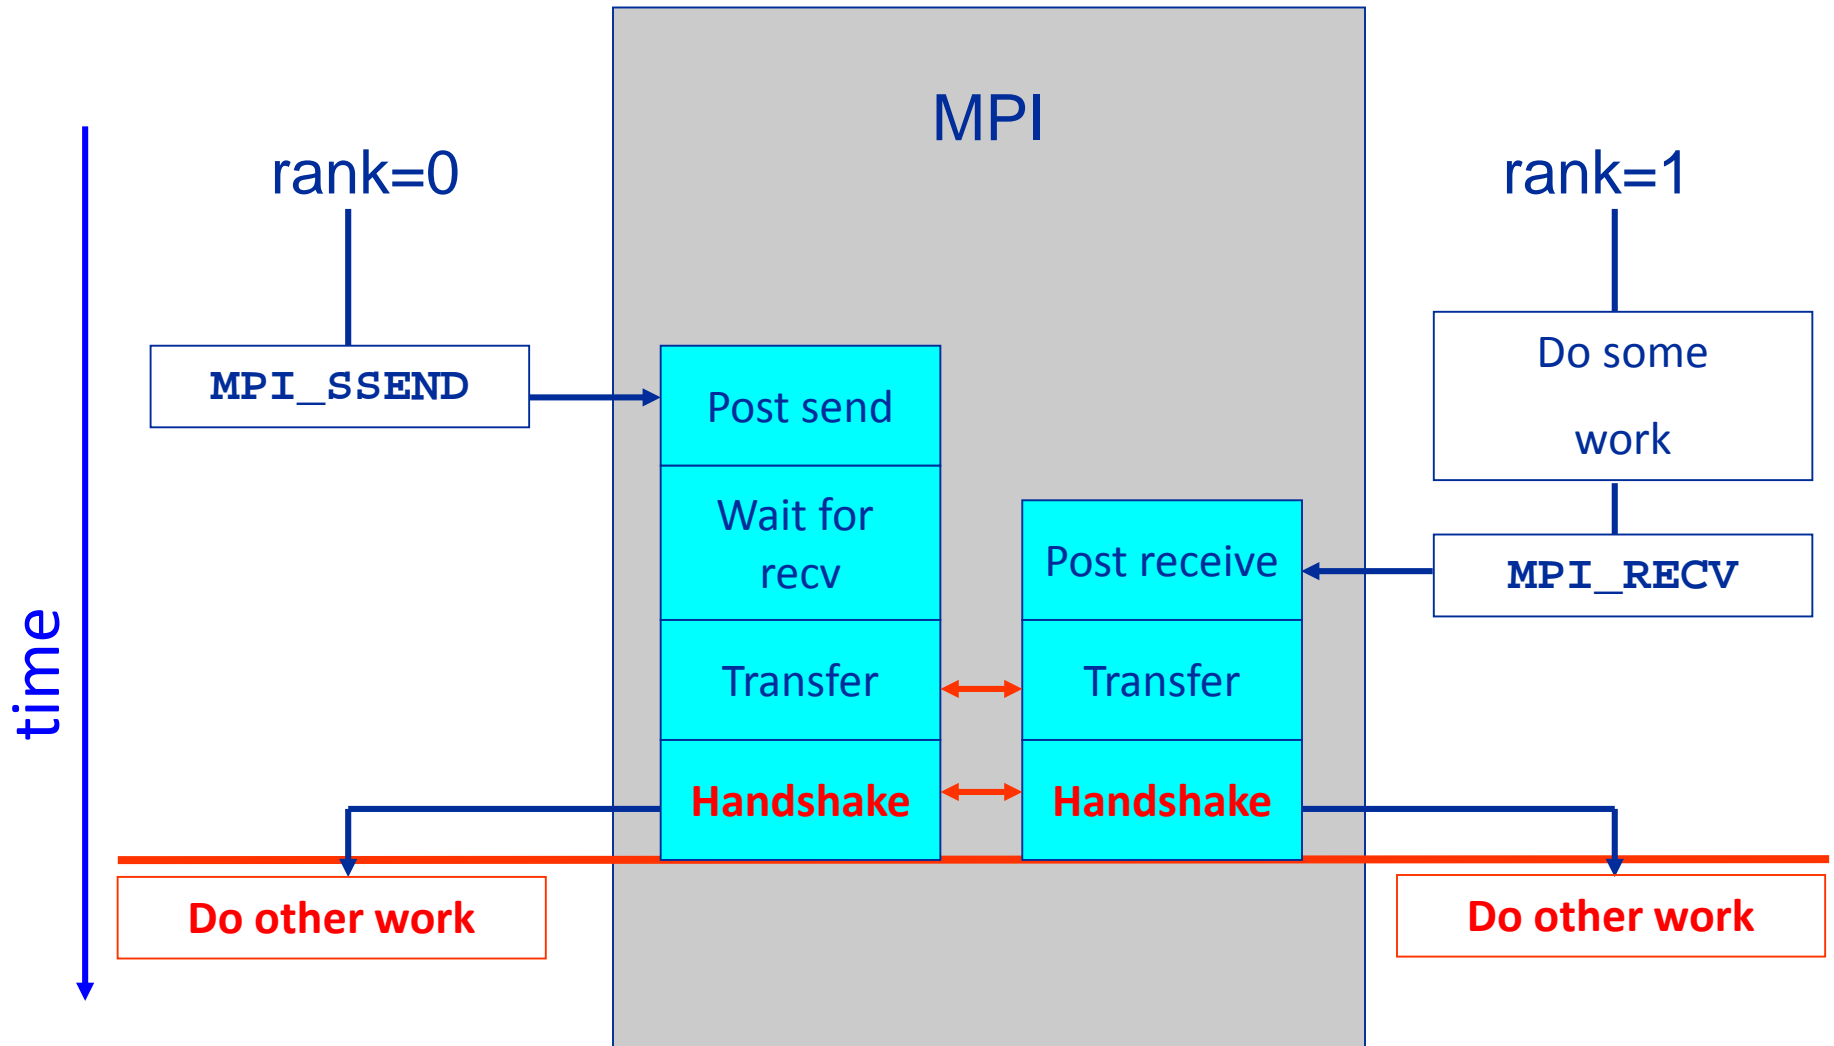 MPI
rank=0
rank=1
MPI_SSEND
Do some
work
Post send
Wait for
recv
Post receive
MPI_RECV
time
Transfer
Transfer
Handshake
Handshake
Do other work
Do other work